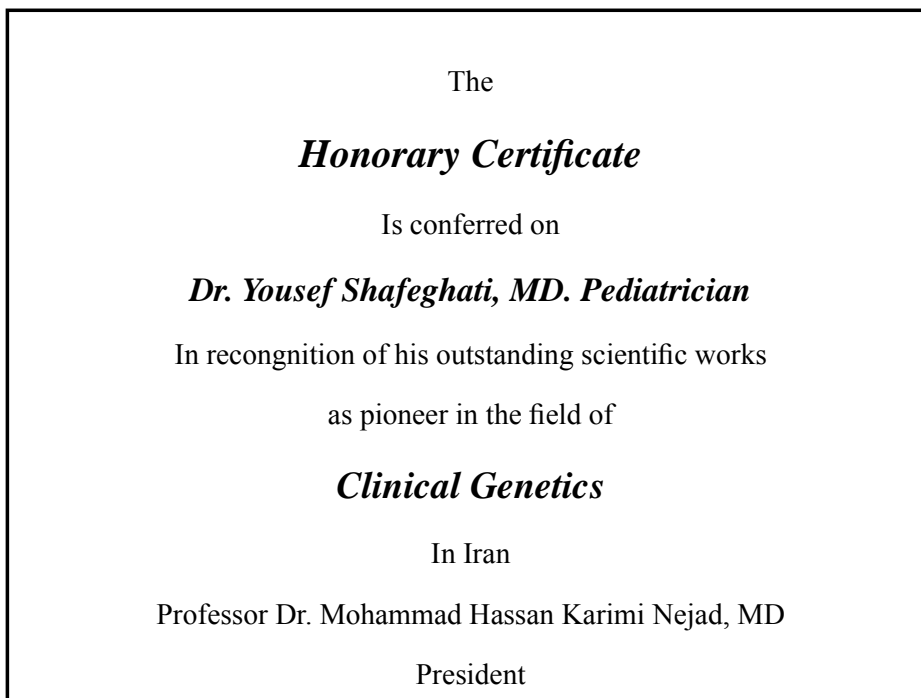 The
Honorary Certificate
Is conferred on
Dr. Yousef Shafeghati, MD. Pediatrician
In recongnition of his outstanding scientific works
as pioneer in the field of
Clinical Genetics
In Iran
Professor Dr. Mohammad Hassan Karimi Nejad, MD
President